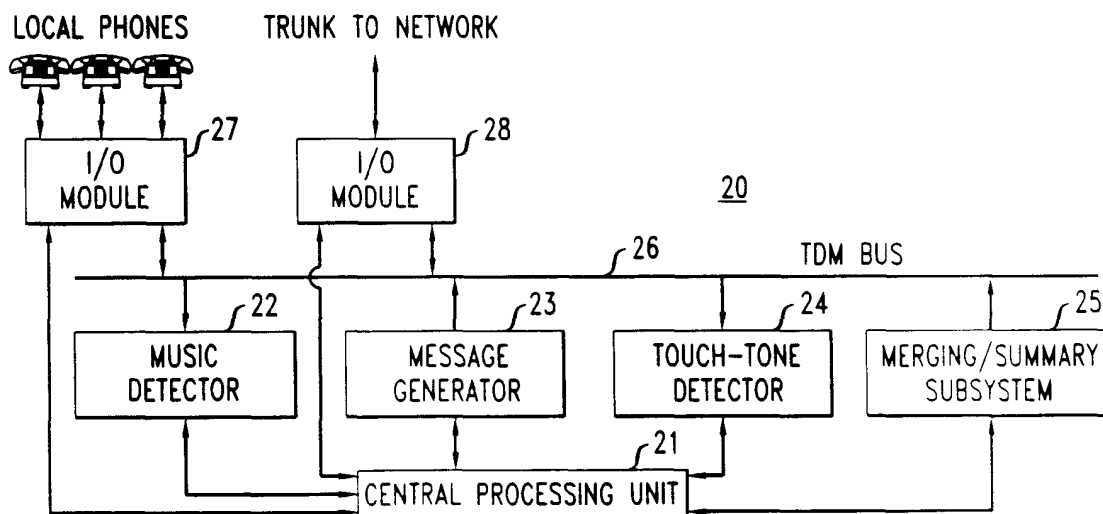 LOCAL PHONES
TRUNK TO NETWORK
27
28
I/O
MODULE
I/O
MODULE
20
26
TDM BUS
22
23
24
25
MUSIC
DETECTOR
MESSAGE
GENERATOR
TOUCH-TONE
DETECTOR
MERGING/SUMMARY
SUBSYSTEM
21
CENTRAL PROCESSING UNIT